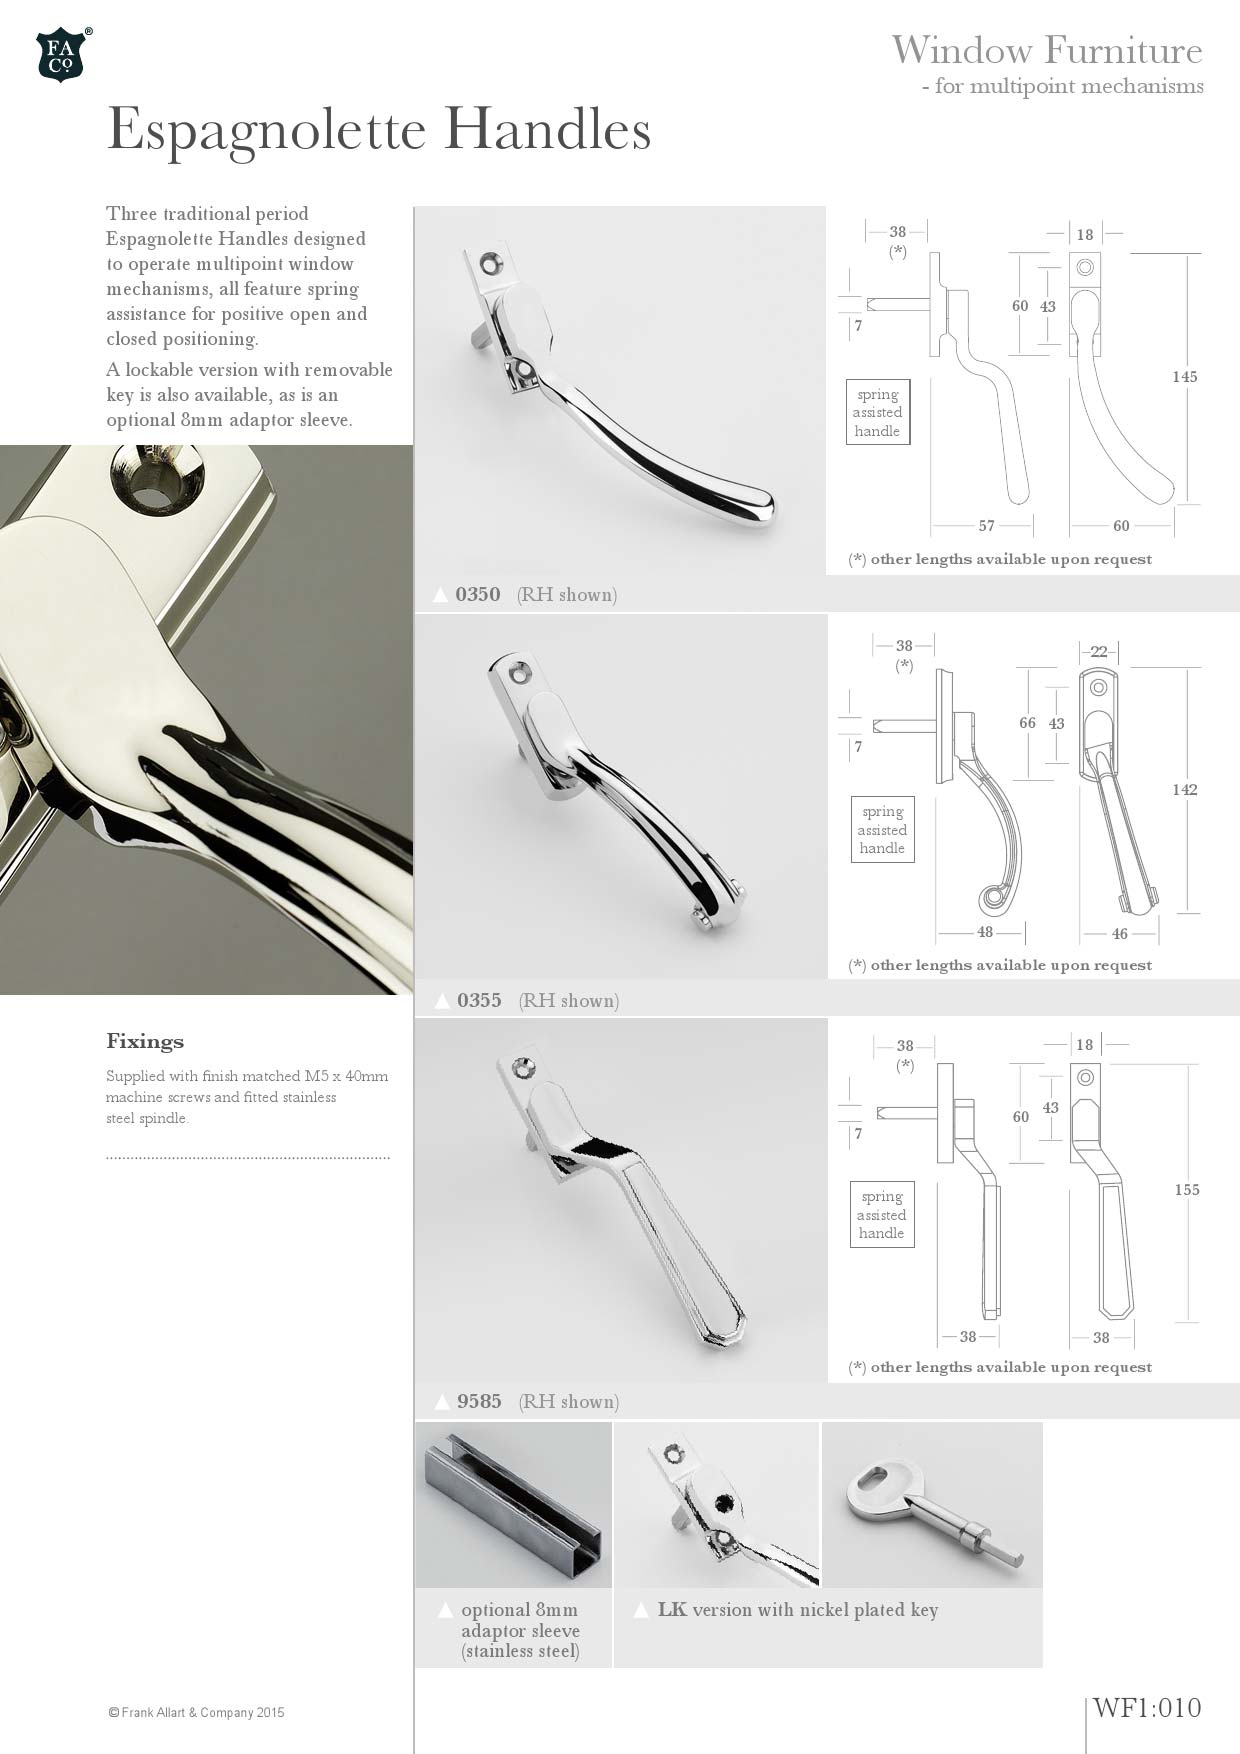 FA
Co.
®
Window Furniture
- for multipoint mechanisms
Espagnolette Handles
Three traditional period
Espagnolette Handles designed
to operate multipoint window
mechanisms, all feature spring
assistance for positive open and
closed positioning.
A lockable version with removable
key is also available, as is an
optional 8mm adaptor sleeve.
38
(*)
18
60
43
7
145
spring
assisted
handle
57
60
(*) other lengths available upon request
0350 (RH shown)
38
(*)
22
66
43
7
142
spring
assisted
handle
48
46
(*) other lengths available upon request
0355 (RH shown)
Fixings
Supplied with finish matched M5 x 40mm
machine screws and fitted stainless
steel spindle.
38
(*)
18
60
43
7
155
spring
assisted
handle
38
38
(*) other lengths available upon request
9585 (RH shown)
optional 8mm
adaptor sleeve
(stainless steel)
LK version with nickel plated key
© Frank Allart & Company 2015
WF1:010